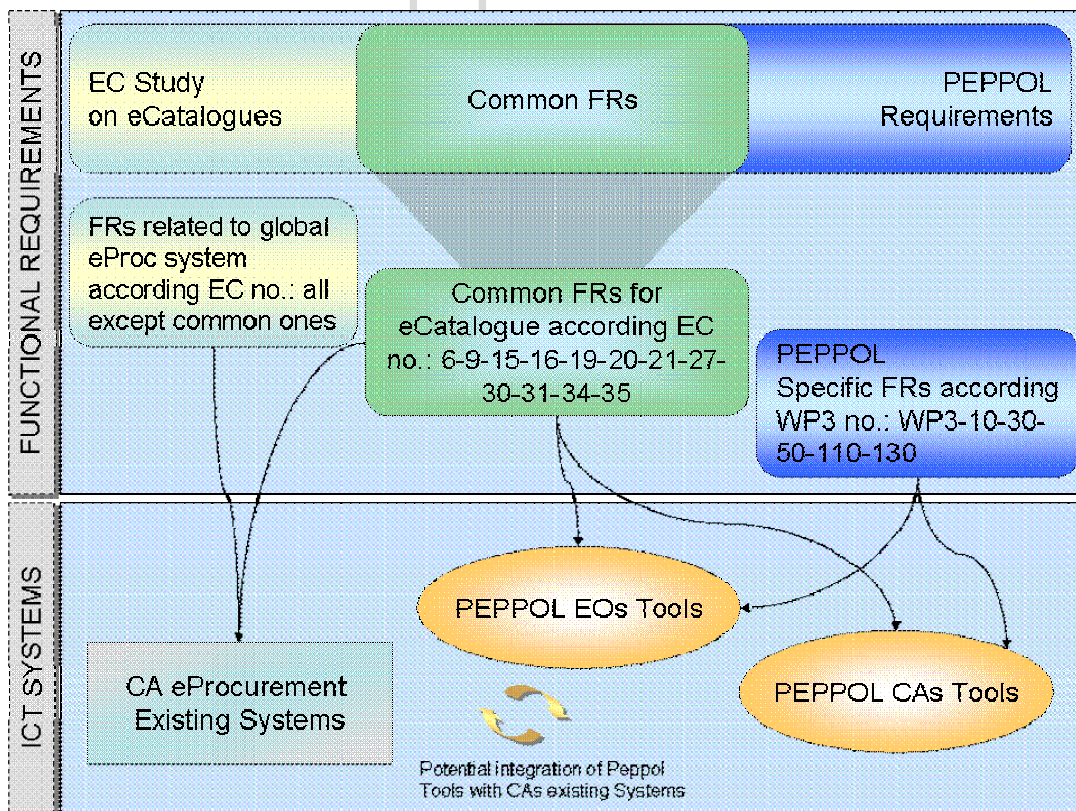 FUNCTIONAL REQUIREMENTS
EC Study
on eCatalogues
Common FRs
PEPPOL
Requirements
FRs related to global
eProc system
according EC no.: all
except common ones
Common FRs for
eCatalogue according EC
no.: 6-9-15-16-19-20-21-27-
30-31-34-35
PEPPOL
Specific FRs according
WP3 no.: WP3-10-30-
50-110-130
ICT SYSTEMS
PEPPOL EOs Tools
CA eProcurement
Existing Systems
PEPPOL CAs Tools
Potential integration of Peppol
Tools with CAs existing Systems